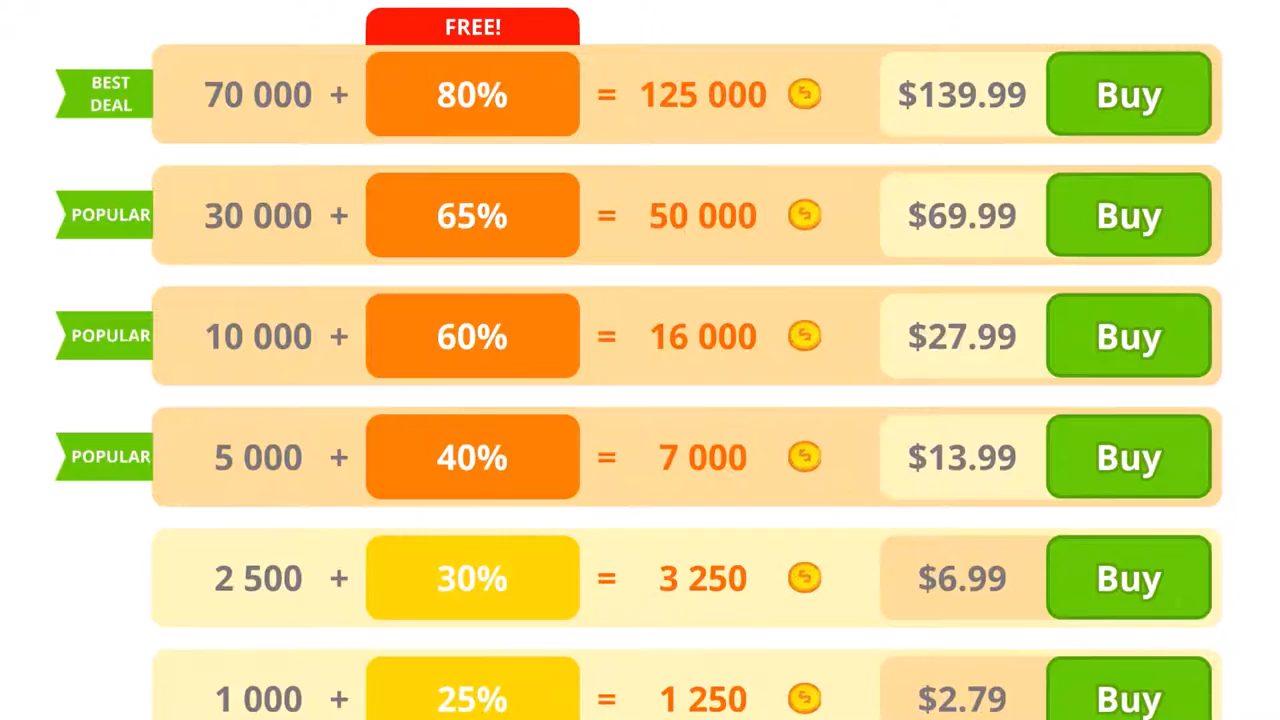 FREE!
BEST
DEAL
70 000 + 80% = 125 000 $139.99 Buy
POPULAR 30 000 + 65% = 50 000 $69.99 Buy
POPULAR 10 000 + 60% = 16 000 $27.99 Buy
POPULAR 5 000 + 40% = 7 000 $13.99 Buy
2 500 + 30% = 3 250 $6.99 Buy
1 000 + 25% = 1 250 $2.79 Buy